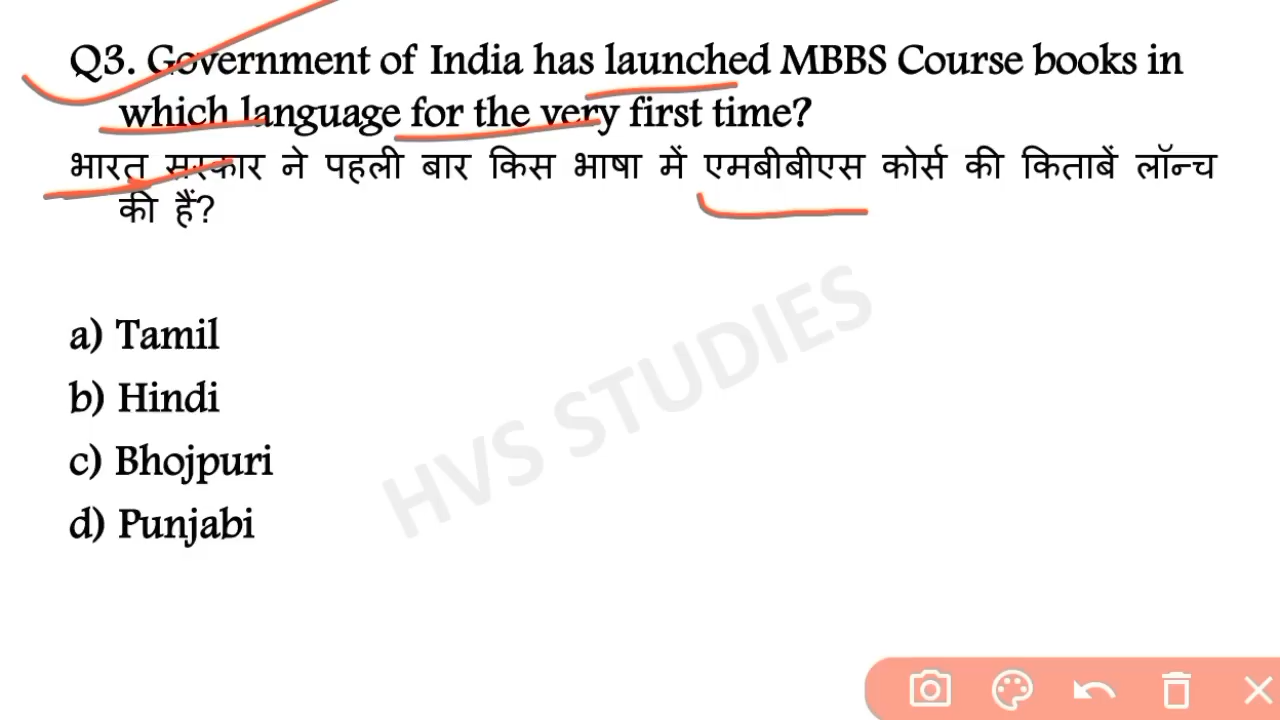 Q3. Government of India has launched MBBS Course books in
which language for the very first time?
भारत सरकार ने पहली बार किस भाषा में एमबीबीएस कोर्स की किताबें लॉन्च
की हैं?
a) Tamil
b) Hindi
c) Bhojpuri
d) Punjabi
HVS STUDIES